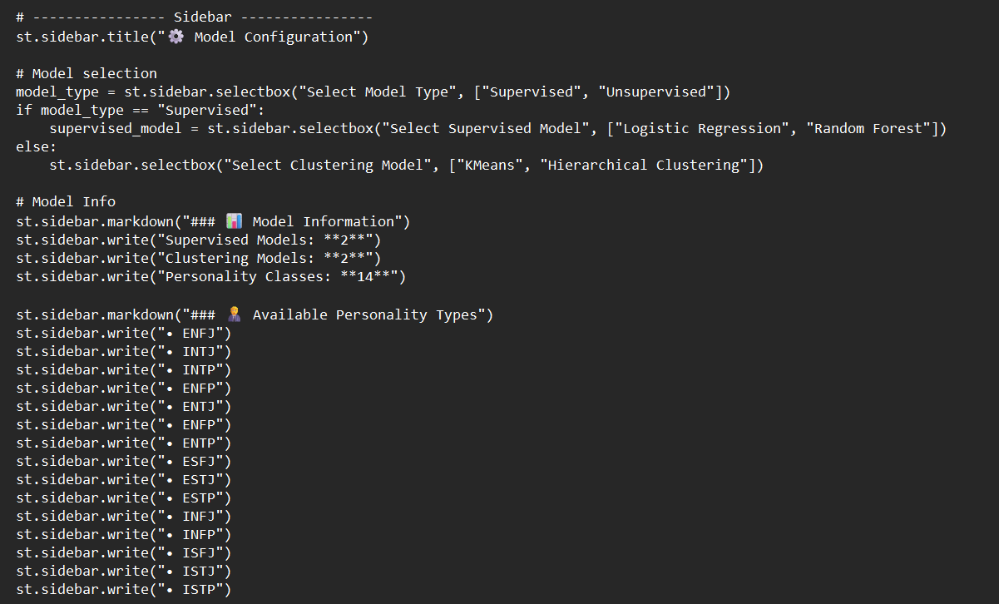 # ---------------- Sidebar ----------------
st.sidebar.title("⚙️ Model Configuration")

# Model selection
model_type = st.sidebar.selectbox("Select Model Type", ["Supervised", "Unsupervised"])
if model_type == "Supervised":
    supervised_model = st.sidebar.selectbox("Select Supervised Model", ["Logistic Regression", "Random Forest"])
else:
    st.sidebar.selectbox("Select Clustering Model", ["KMeans", "Hierarchical Clustering"])

# Model Info
st.sidebar.markdown("### 📊 Model Information")
st.sidebar.write("Supervised Models: **2**")
st.sidebar.write("Clustering Models: **2**")
st.sidebar.write("Personality Classes: **14**")

st.sidebar.markdown("### 🤵 Available Personality Types")
st.sidebar.write("• ENFJ")
st.sidebar.write("• INTJ")
st.sidebar.write("• INTP")
st.sidebar.write("• ENFP")
st.sidebar.write("• ENTJ")
st.sidebar.write("• ENFP")
st.sidebar.write("• ENTP")
st.sidebar.write("• ESFJ")
st.sidebar.write("• ESTJ")
st.sidebar.write("• ESTP")
st.sidebar.write("• INFJ")
st.sidebar.write("• INFP")
st.sidebar.write("• ISFJ")
st.sidebar.write("• ISTJ")
st.sidebar.write("• ISTP")